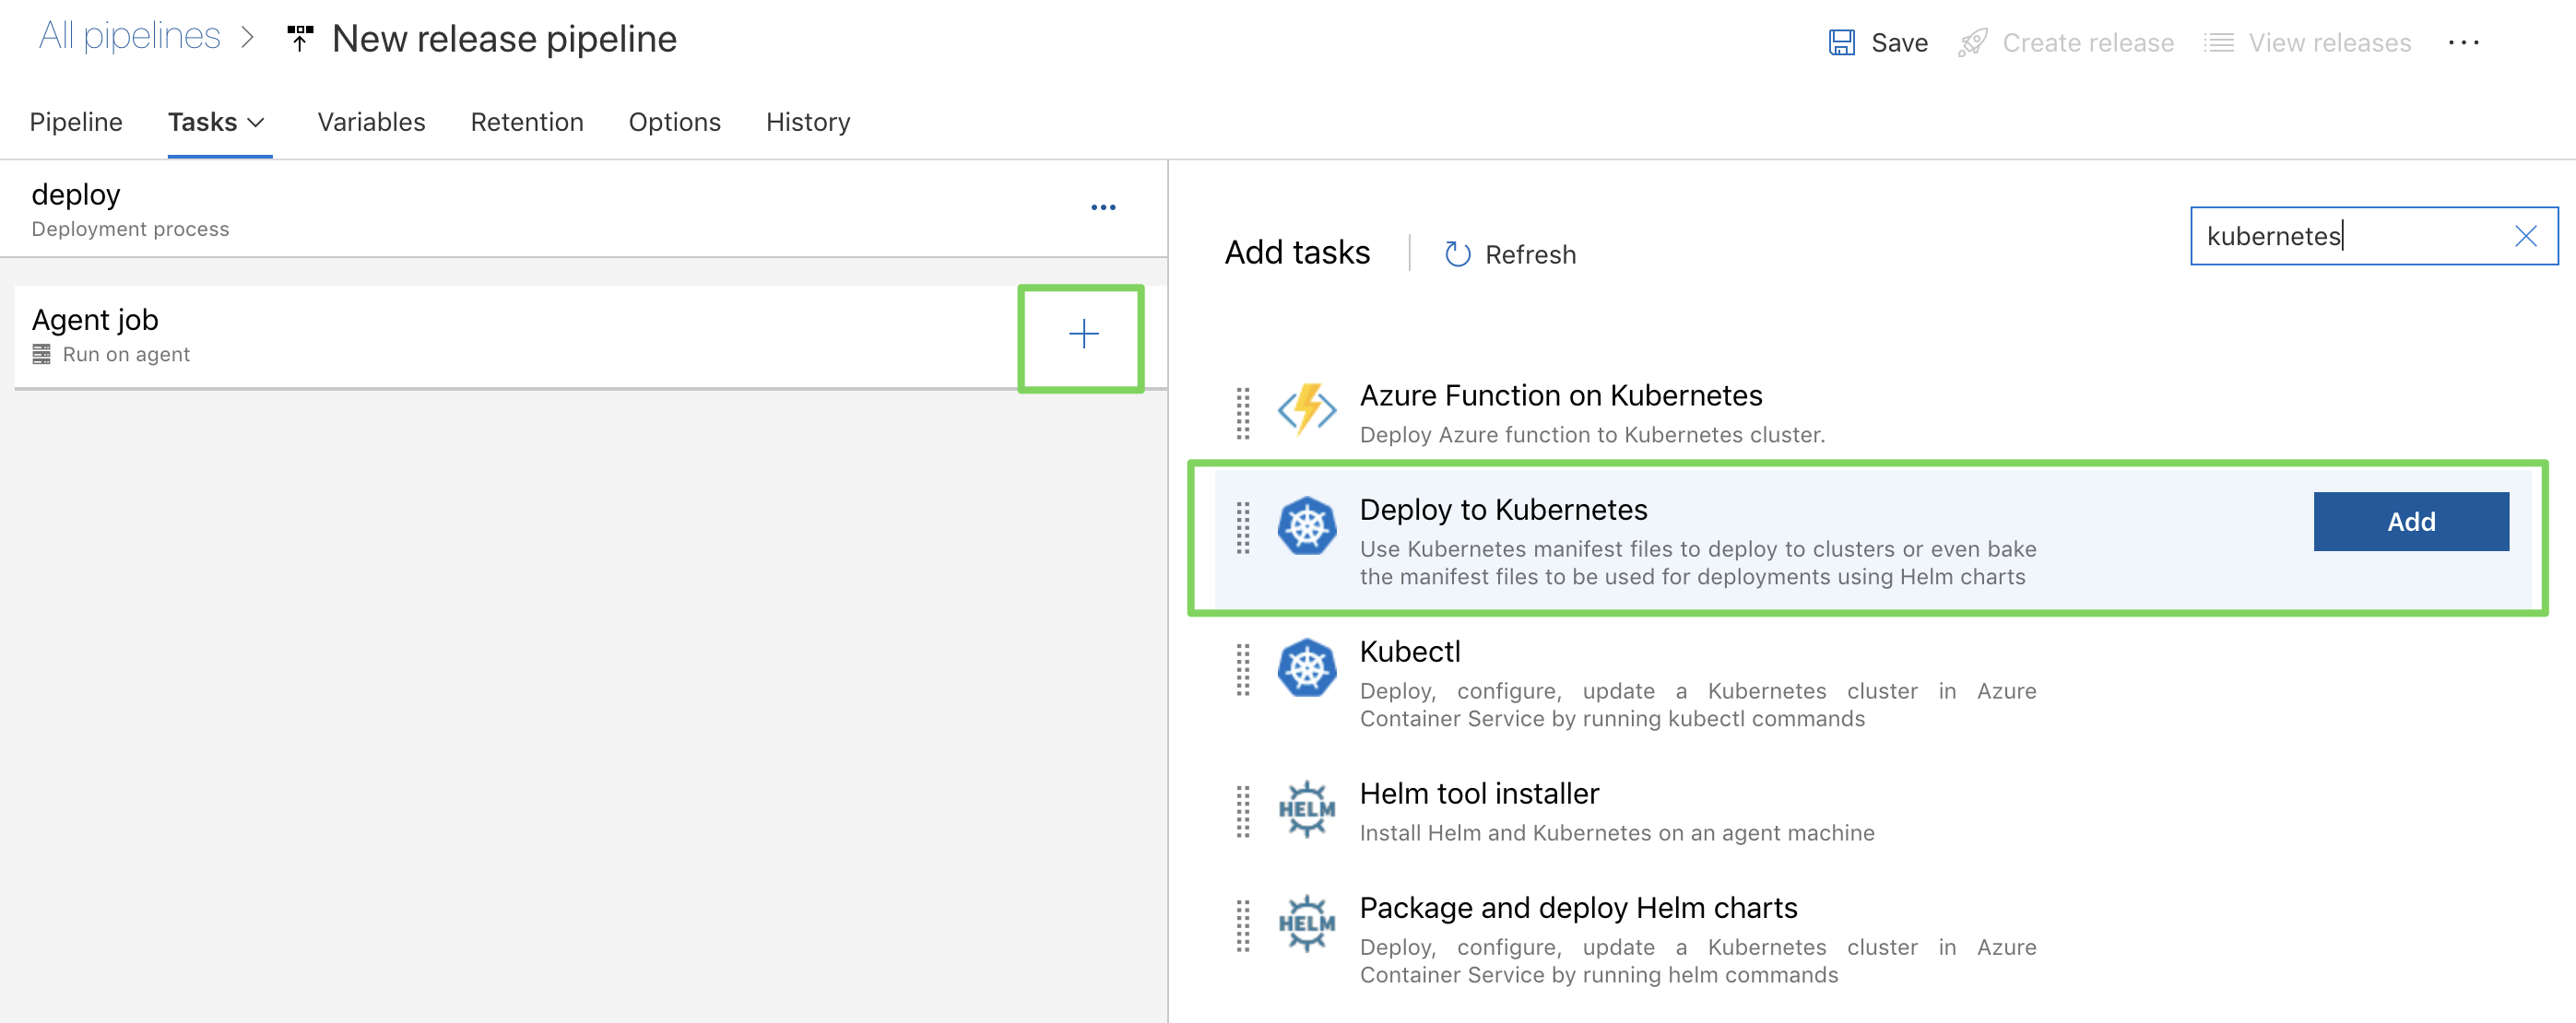 All pipelines > New release pipeline
Save Create release View releases ...
Pipeline Tasks Variables Retention Options History
deploy
Deployment process
...
Agent job
Run on agent
+
Add tasks
Refresh
kubernetes
Azure Function on Kubernetes
Deploy Azure function to Kubernetes cluster.
Deploy to Kubernetes
Use Kubernetes manifest files to deploy to clusters or even bake
the manifest files to be used for deployments using Helm charts
Add
Kubectl
Deploy, configure, update a Kubernetes cluster in Azure
Container Service by running kubectl commands
HELM
Helm tool installer
Install Helm and Kubernetes on an agent machine
HELM
Package and deploy Helm charts
Deploy, configure, update a Kubernetes cluster in Azure
Container Service by running helm commands